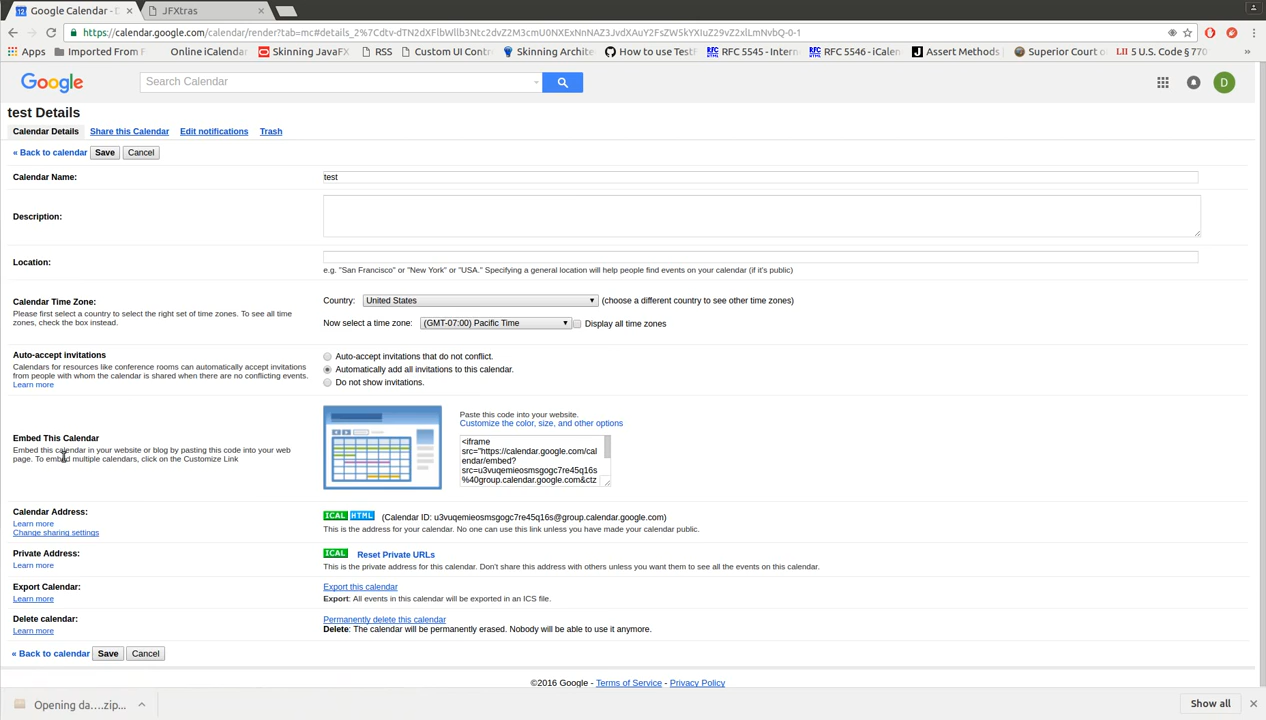 Google Calendar - D
JFXtras
https://calendar.google.com/calendar/render?tab=mc#details_2%7Cdtv-dTN2dXFlbWllb3Ntc2dvZ2M3cmU0NXExNnNAZ3JvdXAuY2FsZW5kYXIuZ29vZ2xlLmNvbQ-0-1
Apps
Imported From
Online iCalendar
Skinning JavaFX
RSS
Custom UI Contr
Skinning Archite
How to use Test
RFC 5545 - Intern
RFC 5546 - iCalen
Assert Methods
Superior Court o
LII 5 U.S. Code § 770
»
Google
Search Calendar
D
test Details
Calendar Details
Share this Calendar
Edit notifications
Trash
« Back to calendar
Save
Cancel
Calendar Name:
test
Description:
Location:
e.g. "San Francisco" or "New York" or "USA." Specifying a general location will help people find events on your calendar (if it's public)
Calendar Time Zone:
Please first select a country to select the right set of time zones. To see all time
zones, check the box instead.
Country:
United States
(choose a different country to see other time zones)
Now select a time zone:
(GMT-07:00) Pacific Time
Display all time zones
Auto-accept invitations
Calendars for resources like conference rooms can automatically accept invitations
from people with whom the calendar is shared when there are no conflicting events.
Learn more
Auto-accept invitations that do not conflict.
Automatically add all invitations to this calendar.
Do not show invitations.
Embed This Calendar
Embed this calendar in your website or blog by pasting this code into your web
page. To embed multiple calendars, click on the Customize Link
Paste this code into your website.
Customize the color, size, and other options
<iframe
src="https://calendar.google.com/cal
endar/embed?
src=u3vuqemieosmsgogc7re45q16s
%40group.calendar.google.com&ctz
Calendar Address:
Learn more
Change sharing settings
ICAL HTML (Calendar ID: u3vuqemieosmsgogc7re45q16s@group.calendar.google.com)
This is the address for your calendar. No one can use this link unless you have made your calendar public.
Private Address:
Learn more
ICAL Reset Private URLs
This is the private address for this calendar. Don't share this address with others unless you want them to see all the events on this calendar.
Export Calendar:
Learn more
Export this calendar
Export: All events in this calendar will be exported in an ICS file.
Delete calendar:
Learn more
Permanently delete this calendar
Delete: The calendar will be permanently erased. Nobody will be able to use it anymore.
« Back to calendar
Save
Cancel
©2016 Google - Terms of Service - Privacy Policy
Opening da....zip...
Show all